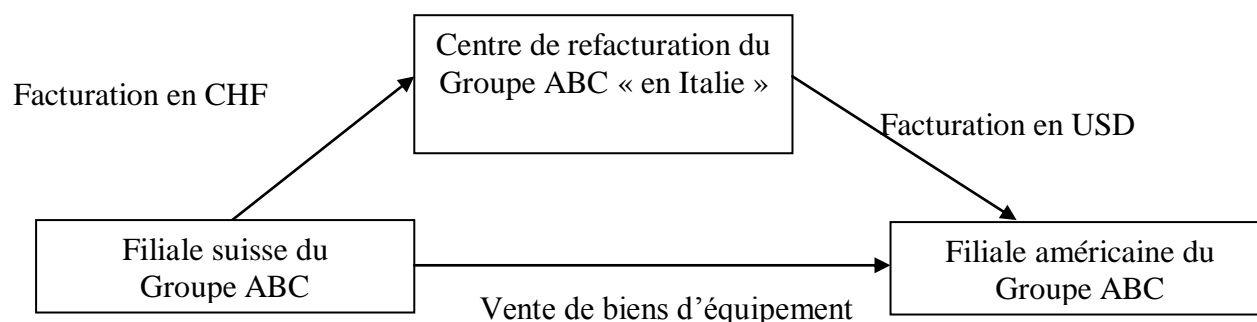 Centre de refacturation du
Groupe ABC « en Italie »
Facturation en CHF
Facturation en USD
Filiale suisse du
Groupe ABC
Filiale américaine du
Groupe ABC
Vente de biens d’équipement